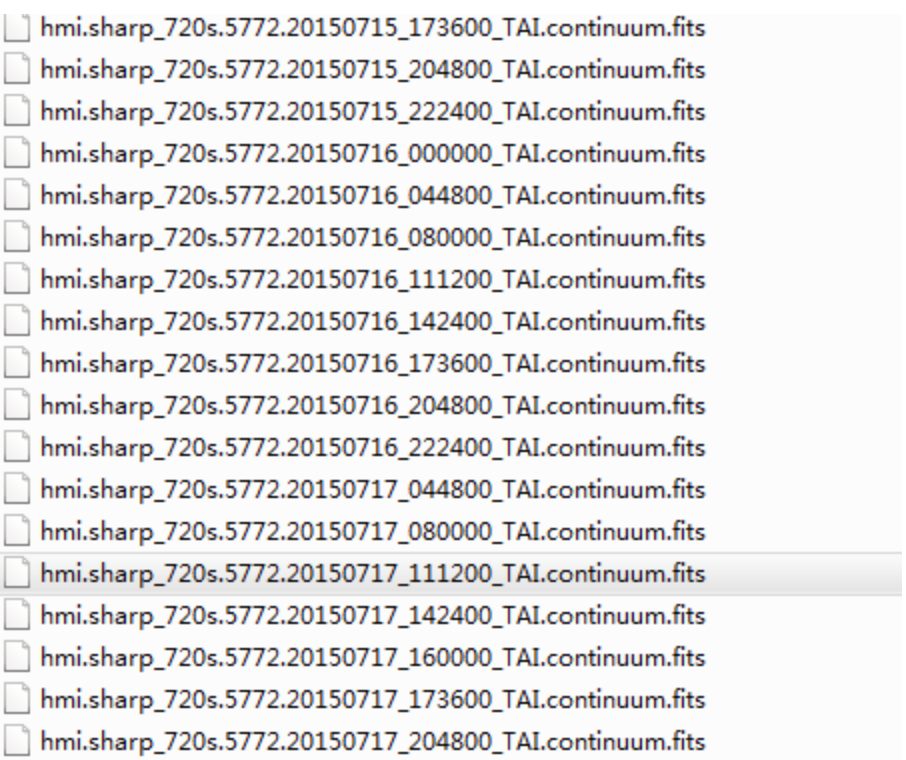 hmi.sharp_720s.5772.20150715_173600_TAI.continuum.fits
hmi.sharp_720s.5772.20150715_204800_TAI.continuum.fits
hmi.sharp_720s.5772.20150715_222400_TAI.continuum.fits
hmi.sharp_720s.5772.20150716_000000_TAI.continuum.fits
hmi.sharp_720s.5772.20150716_044800_TAI.continuum.fits
hmi.sharp_720s.5772.20150716_080000_TAI.continuum.fits
hmi.sharp_720s.5772.20150716_111200_TAI.continuum.fits
hmi.sharp_720s.5772.20150716_142400_TAI.continuum.fits
hmi.sharp_720s.5772.20150716_173600_TAI.continuum.fits
hmi.sharp_720s.5772.20150716_204800_TAI.continuum.fits
hmi.sharp_720s.5772.20150716_222400_TAI.continuum.fits
hmi.sharp_720s.5772.20150717_044800_TAI.continuum.fits
hmi.sharp_720s.5772.20150717_080000_TAI.continuum.fits
hmi.sharp_720s.5772.20150717_111200_TAI.continuum.fits
hmi.sharp_720s.5772.20150717_142400_TAI.continuum.fits
hmi.sharp_720s.5772.20150717_160000_TAI.continuum.fits
hmi.sharp_720s.5772.20150717_173600_TAI.continuum.fits
hmi.sharp_720s.5772.20150717_204800_TAI.continuum.fits